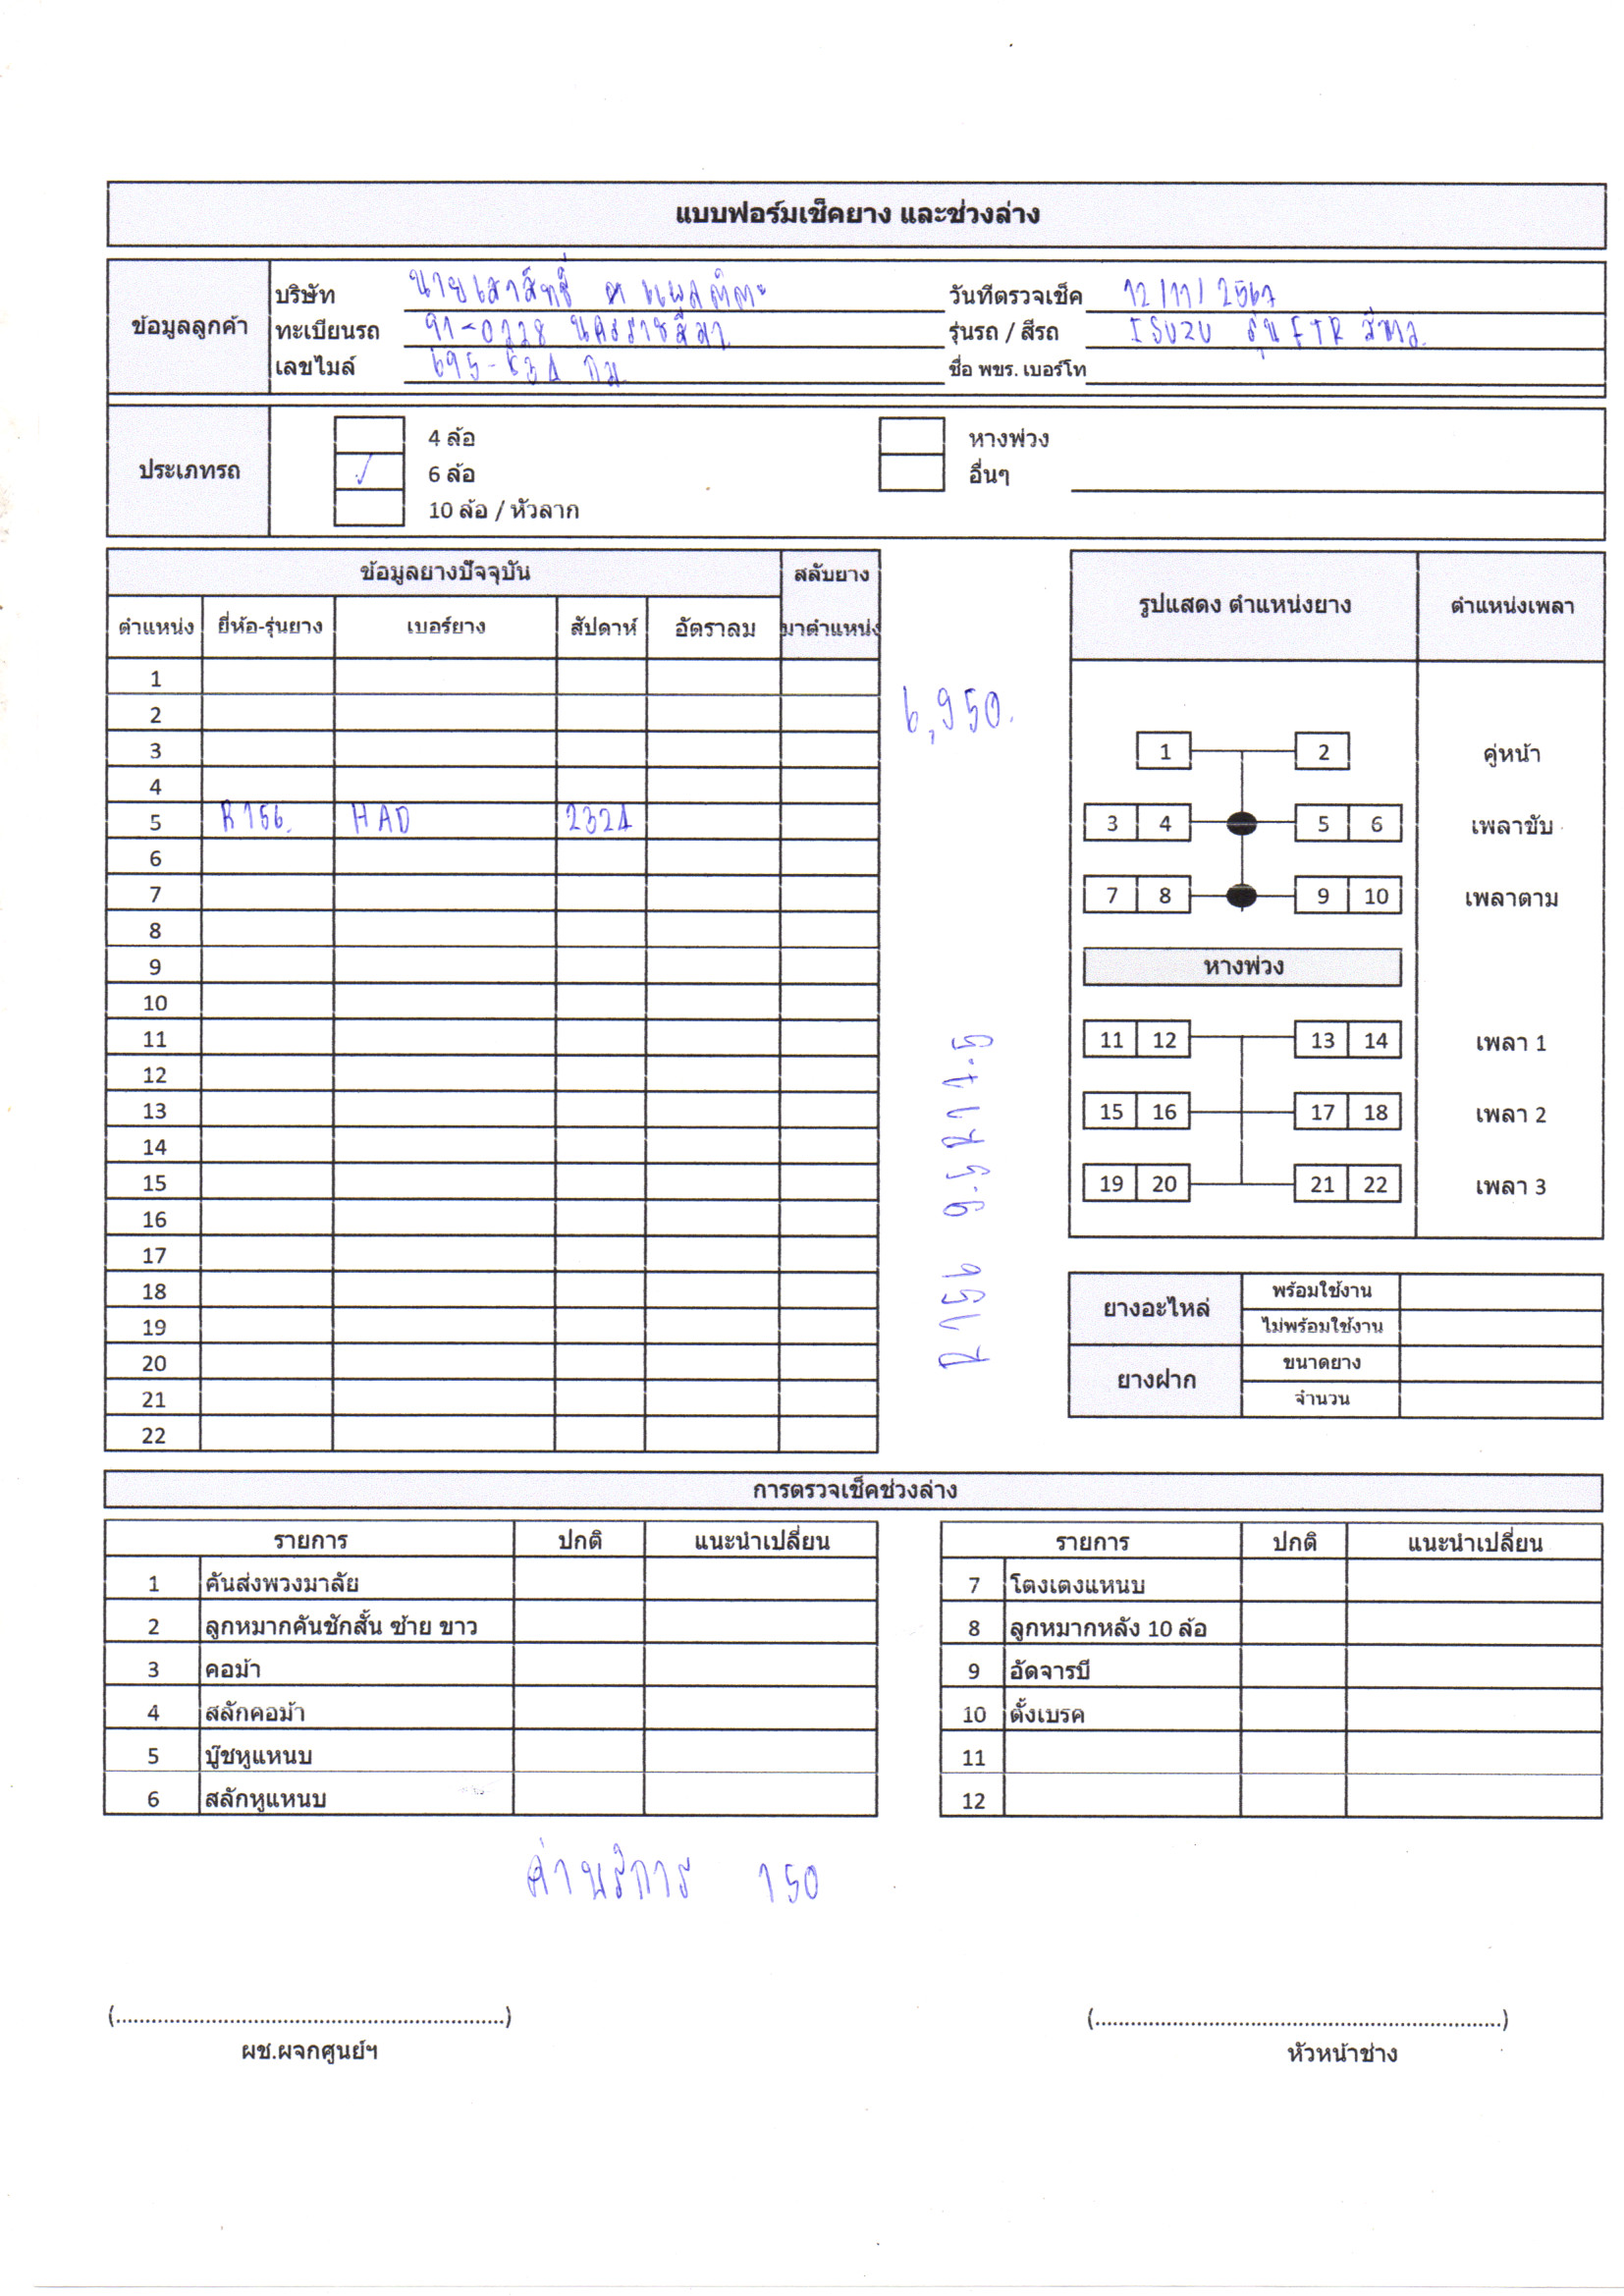 แบบฟอร์มเช็คยาง และช่วงล่าง
ข้อมูลลูกค้า
บริษัท นาย
วันที่ตรวจเช็ค 12/11/2567
ทะเบียนรถ 91-0228 นครราชสีมา
รุ่นรถ / สีรถ ISUZU รุ่น FTR สีขาว
เลขไมล์ 695-634 กม.
ชื่อ พขร. เบอร์โท
ประเภทรถ
4 ล้อ
หางพ่วง
✓ 6 ล้อ
อื่นๆ
10 ล้อ / หัวลาก
ข้อมูลยางปัจจุบัน สลับยาง
ตำแหน่ง ยี่ห้อ-รุ่นยาง เบอร์ยาง สัปดาห์ อัตราลม มาตำแหน่ง
1
2
3
4
5 R156. HAD 2324
6
7
8
9
10
11
12
13
14
15
16
17
18
19
20
21
22
6,950.
R156 9.5 R17.5
รูปแสดง ตำแหน่งยาง ตำแหน่งเพลา
1 2 คู่หน้า
3 4 5 6 เพลาขับ
7 8 9 10 เพลาตาม
หางพ่วง
11 12 13 14 เพลา 1
15 16 17 18 เพลา 2
19 20 21 22 เพลา 3
ยางอะไหล่ พร้อมใช้งาน
ไม่พร้อมใช้งาน
ยางฝาก ขนาดยาง
จำนวน
การตรวจเช็คช่วงล่าง
รายการ ปกติ แนะนำเปลี่ยน
1 คันส่งพวงมาลัย
2 ลูกหมากคันชักสั้น ซ้าย ขาว
3 คอม้า
4 สลักคอม้า
5 บู๊ชหูแหนบ
6 สลักหูแหนบ
รายการ ปกติ แนะนำเปลี่ยน
7 โตงเตงแหนบ
8 ลูกหมากหลัง 10 ล้อ
9 อัดจารบี
10 ตั้งเบรค
11
12
ค่าบริการ 150
(..................................................................)
ผช.ผจกศูนย์ฯ
(.....................................................................)
หัวหน้าช่าง